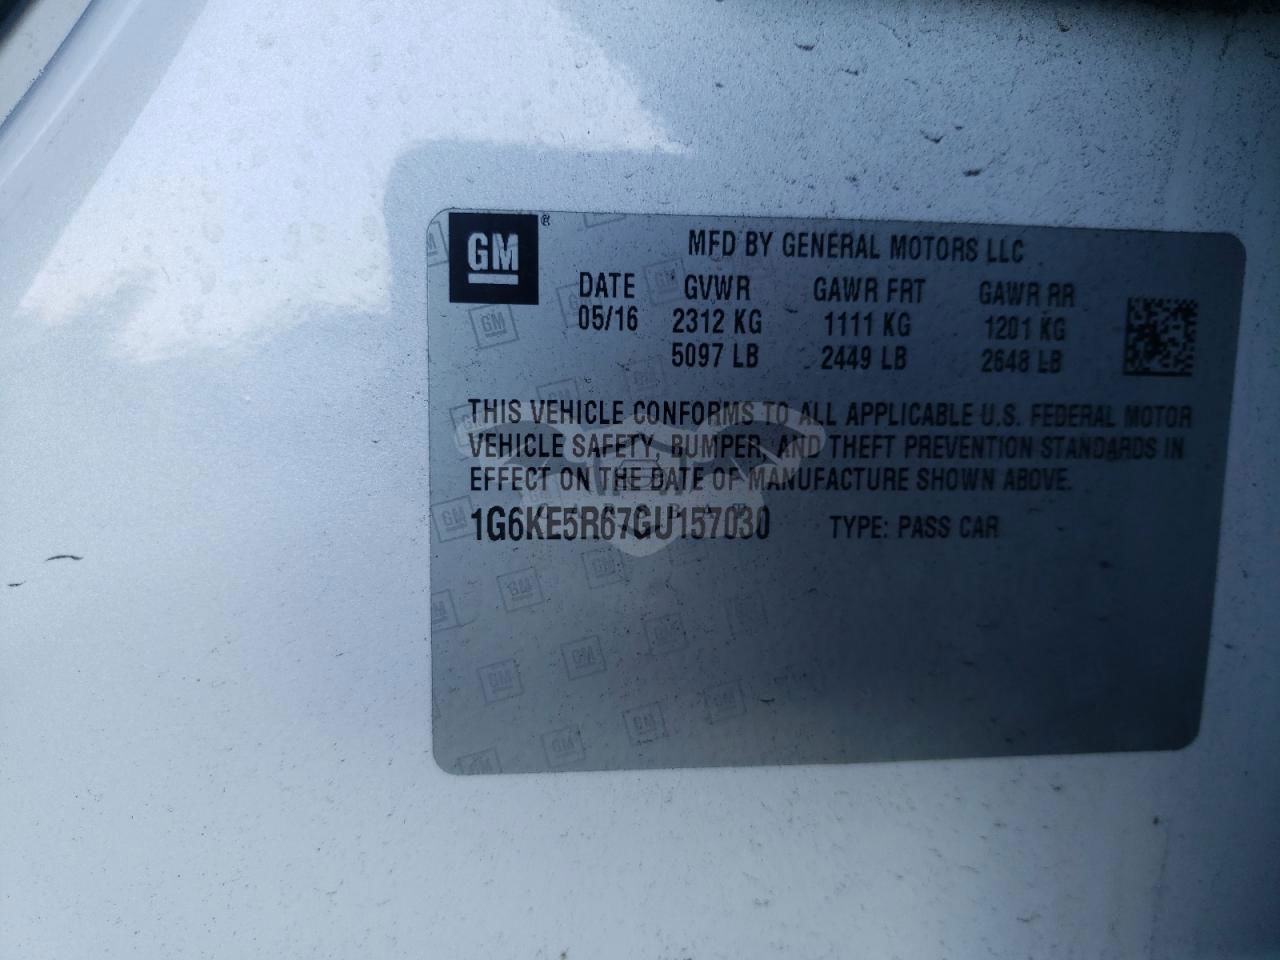 GM®
MFD BY GENERAL MOTORS LLC
DATE GVWR GAWR FRT GAWR RR
05/16 2312 KG 1111 KG 1201 KG
5097 LB 2449 LB 2648 LB
THIS VEHICLE CONFORMS TO ALL APPLICABLE U.S. FEDERAL MOTOR
VEHICLE SAFETY, BUMPER, AND THEFT PREVENTION STANDARDS IN
EFFECT ON THE DATE OF MANUFACTURE SHOWN ABOVE.
1G6KE5R67GU157030 TYPE: PASS CAR